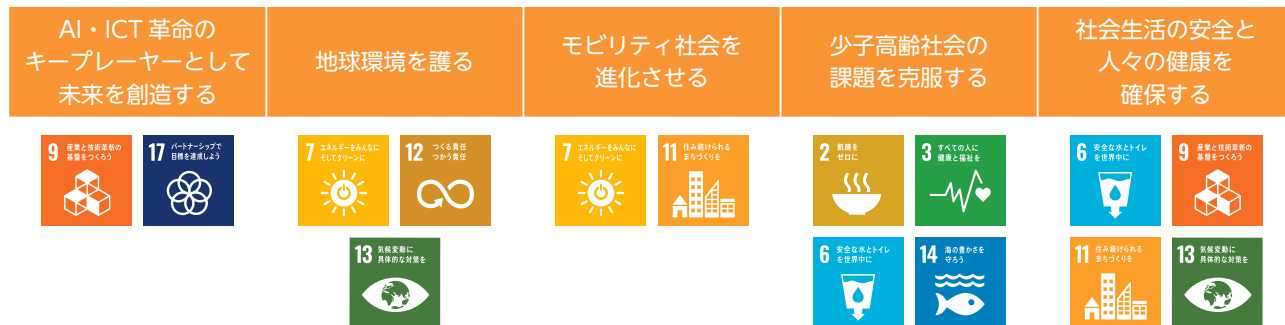 AI・ICT 革命の
キープレーヤーとして
未来を創造する
地球環境を護る
モビリティ社会を
進化させる
少子高齢社会の
課題を克服する
社会生活の安全と
人々の健康を
確保する
9 産業と技術革新の
基盤をつくろう
17 パートナーシップで
目標を達成しよう
7 エネルギーをみんなに
そしてクリーンに
12 つくる責任
つかう責任
13 気候変動に
具体的な対策を
7 エネルギーをみんなに
そしてクリーンに
11 住み続けられる
まちづくりを
2 飢餓を
ゼロに
3 すべての人に
健康と福祉を
6 安全な水とトイレ
を世界中に
14 海の豊かさを
守ろう
6 安全な水とトイレ
を世界中に
9 産業と技術革新の
基盤をつくろう
11 住み続けられる
まちづくりを
13 気候変動に
具体的な対策を